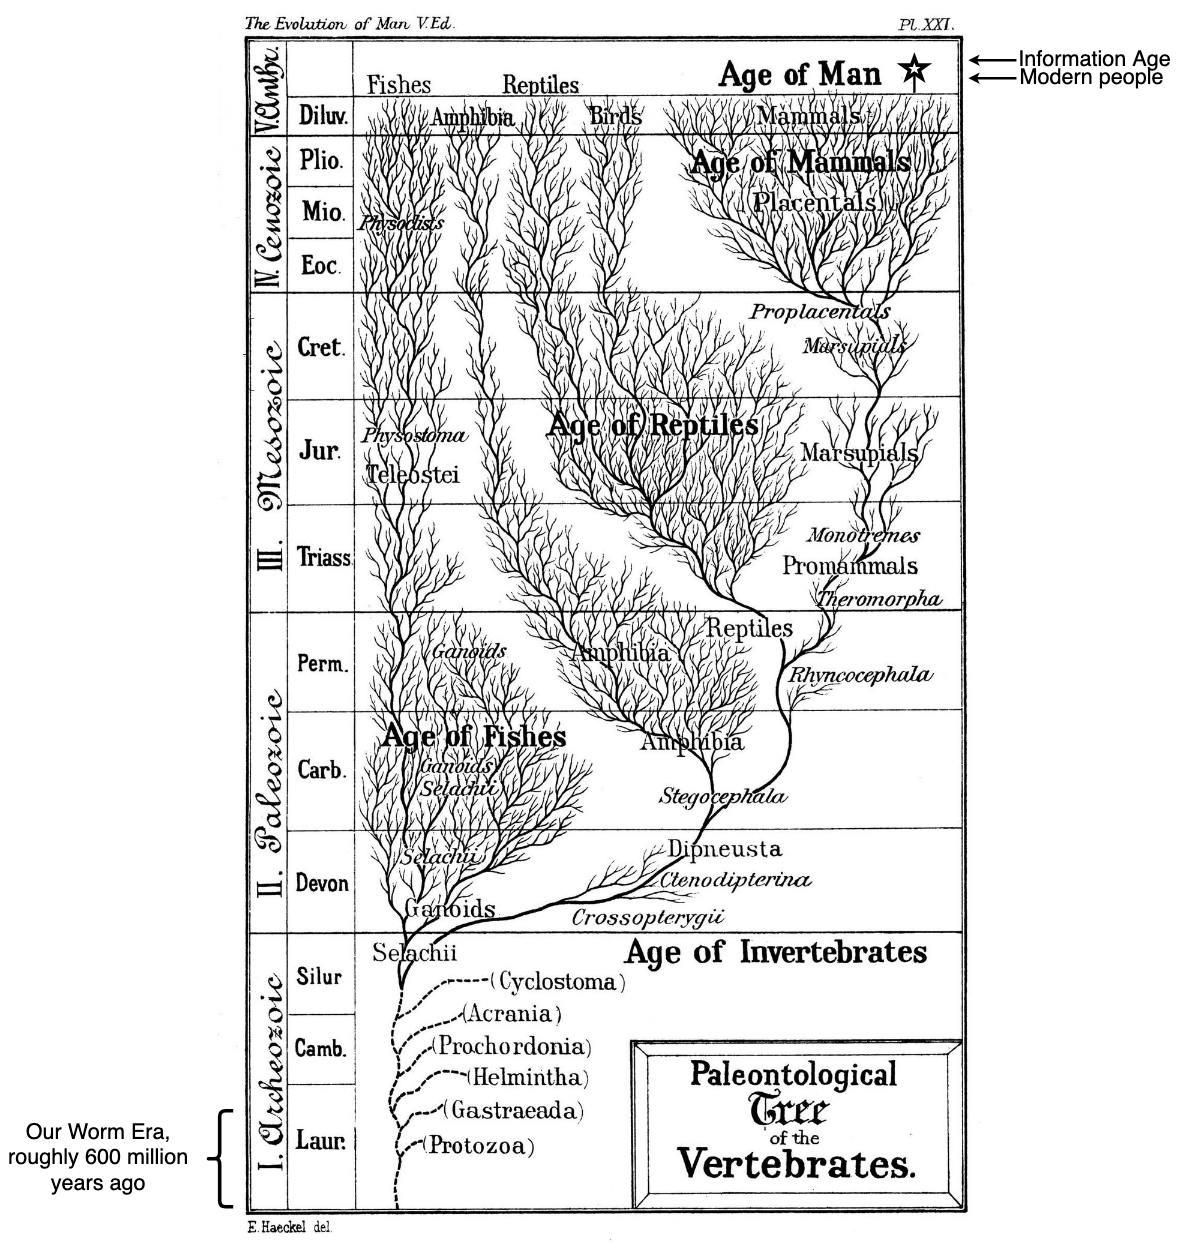 The Evolution of Man V.Ed.
Pl.XXI.
V.Anthr.
Fishes
Reptiles
Age of Man
Information Age
Modern people
Diluv.
Amphibia
Birds
Mammals
IV. Cenozoic
Plio.
Age of Mammals
Placentals
Mio.
Physoclists
Eoc.
III. Mesozoic
Proplacentals
Cret.
Marsupials
Age of Reptiles
Physostoma
Jur.
Marsupials
Teleostei
Monotremes
Triass
Promammals
Theromorpha
II. Paleozoic
Reptiles
Ganoids
Amphibia
Perm.
Rhyncocephala
Age of Fishes
Amphibia
Carb.
Ganoids
Selachii
Stegocephala
Dipneusta
Selachii
Devon
Ctenodipterina
Ganoids
Crossopterygii
I. Archeozoic
Selachii
Age of Invertebrates
Silur
(Cyclostoma)
(Acrania)
Camb.
(Prochordonia)
(Helmintha)
(Gastraeada)
Laur.
(Protozoa)
Paleontological
Tree
of the
Vertebrates.
Our Worm Era,
roughly 600 million
years ago
E.Haeckel del.